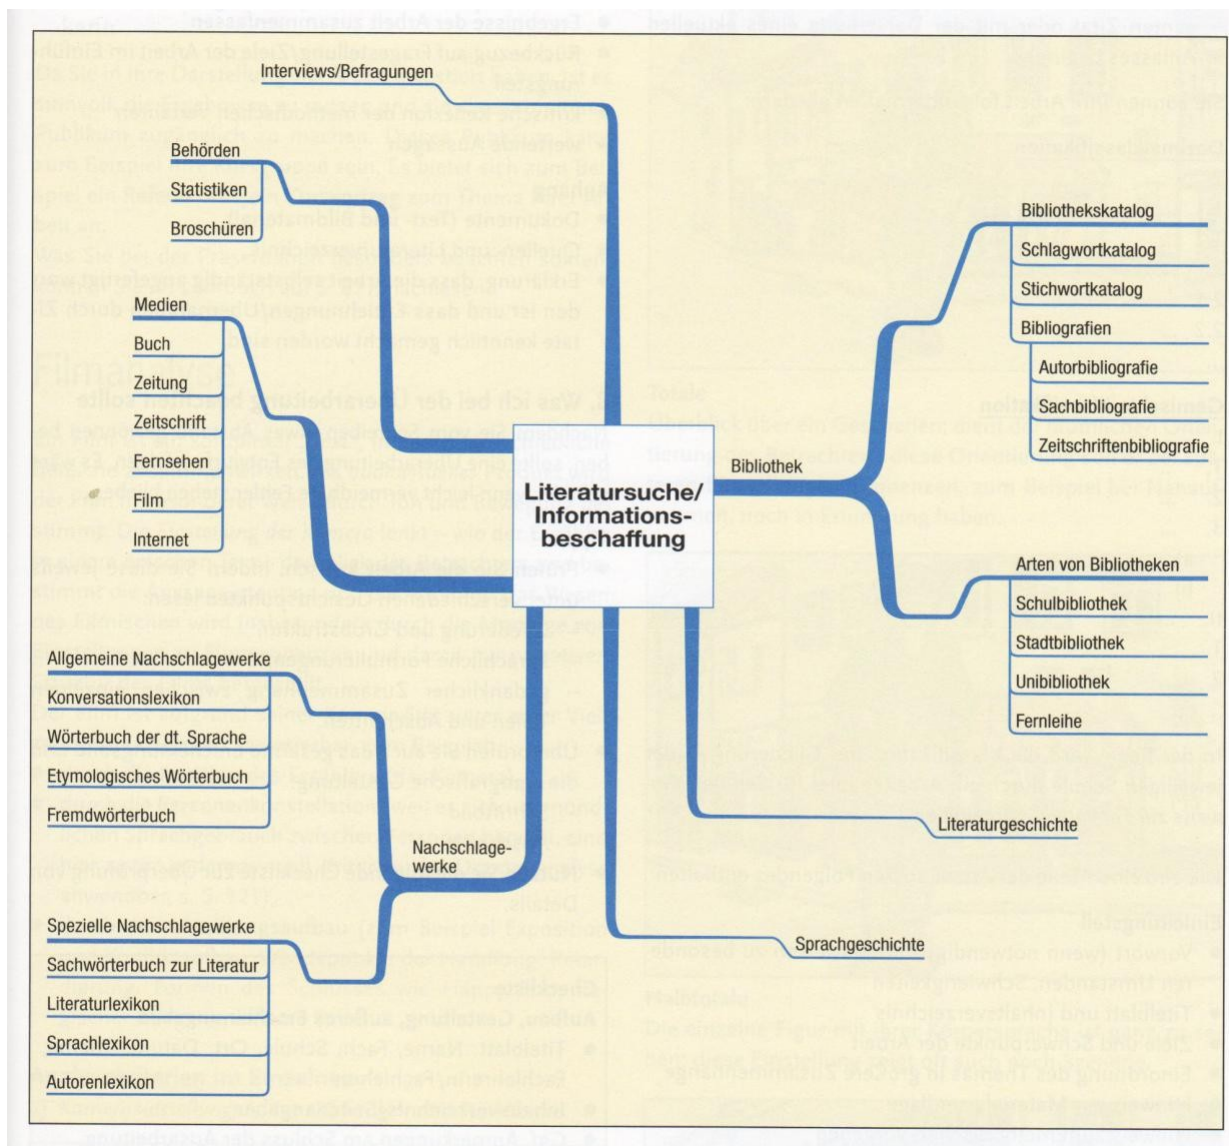 Interviews/Befragungen
Behörden
Statistiken
Broschüren
Medien
Buch
Zeitung
Zeitschrift
Fernsehen
Film
Internet
Literatursuche/
Informations-
beschaffung
Bibliothek
Bibliothekskatalog
Schlagwortkatalog
Stichwortkatalog
Bibliografien
Autorbibliografie
Sachbibliografie
Zeitschriftenbibliografie
Arten von Bibliotheken
Schulbibliothek
Stadtbibliothek
Unibibliothek
Fernleihe
Allgemeine Nachschlagewerke
Konversationslexikon
Wörterbuch der dt. Sprache
Etymologisches Wörterbuch
Fremdwörterbuch
Nachschlage-
werke
Spezielle Nachschlagewerke
Sachwörterbuch zur Literatur
Literaturlexikon
Sprachlexikon
Autorenlexikon
Literaturgeschichte
Sprachgeschichte